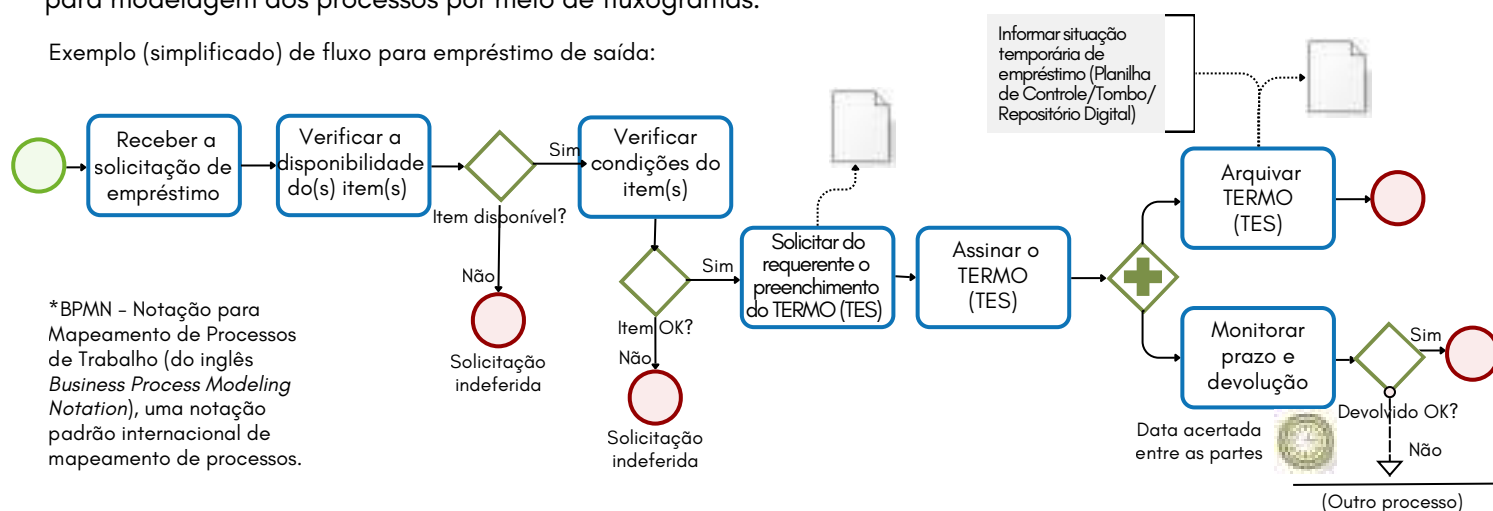 para modelagem dos processos por meio de fluxogramas.
Exemplo (simplificado) de fluxo para empréstimo de saída:
Informar situação
temporária de
empréstimo (Planilha
de Controle/Tombo/
Repositório Digital)
Receber a
solicitação de
empréstimo
Verificar a
disponibilidade
do(s) item(s)
Item disponível?
Sim
Não
Solicitação
indeferida
Verificar
condições do
item(s)
Item OK?
Sim
Não
Solicitação
indeferida
Solicitar do
requerente o
preenchimento
do TERMO (TES)
Assinar o
TERMO
(TES)
Arquivar
TERMO
(TES)
Monitorar
prazo e
devolução
Data acertada
entre as partes
Sim
Devolvido OK?
Não
(Outro processo)
*BPMN - Notação para
Mapeamento de Processos
de Trabalho (do inglês
Business Process Modeling
Notation), uma notação
padrão internacional de
mapeamento de processos.